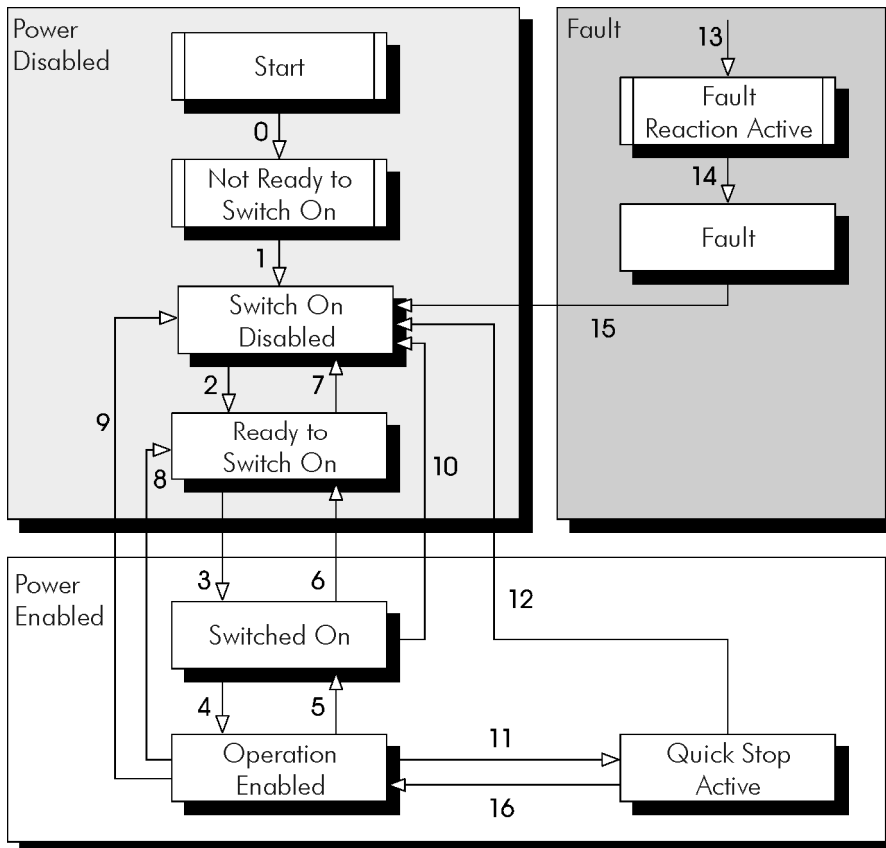 Power
Disabled
Start
0
Not Ready to
Switch On
1
Switch On
Disabled
2
7
Ready to
Switch On
9
8
10
Fault
13
Fault
Reaction Active
14
Fault
15
Power
Enabled
3
6
12
Switched On
4
5
Operation
Enabled
11
16
Quick Stop
Active